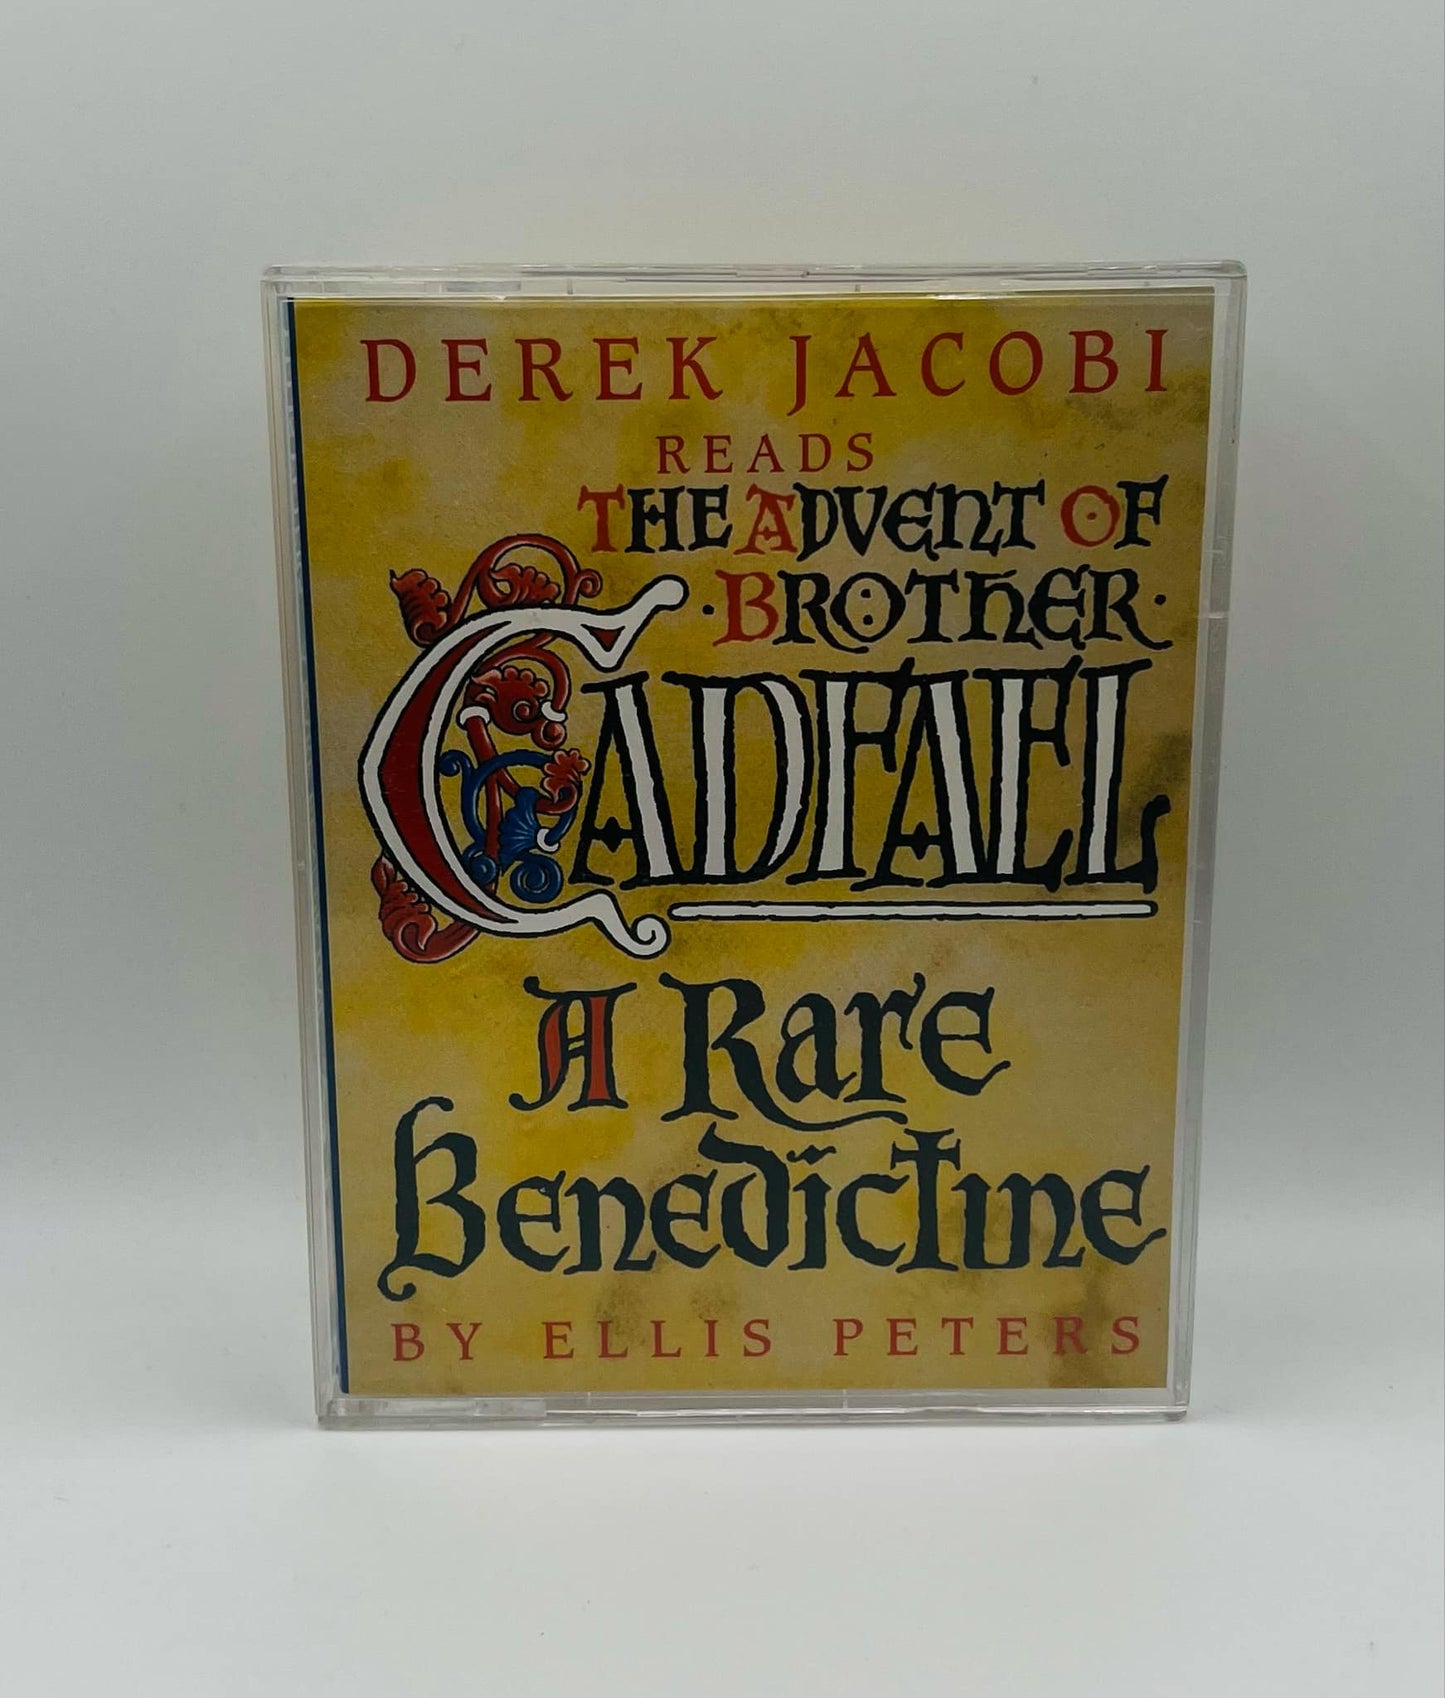 DEREK JACOBI
READS
THE ADVENT OF
·BROTHER·
CADFAEL
A RARE
BENEDICTINE
BY ELLIS PETERS